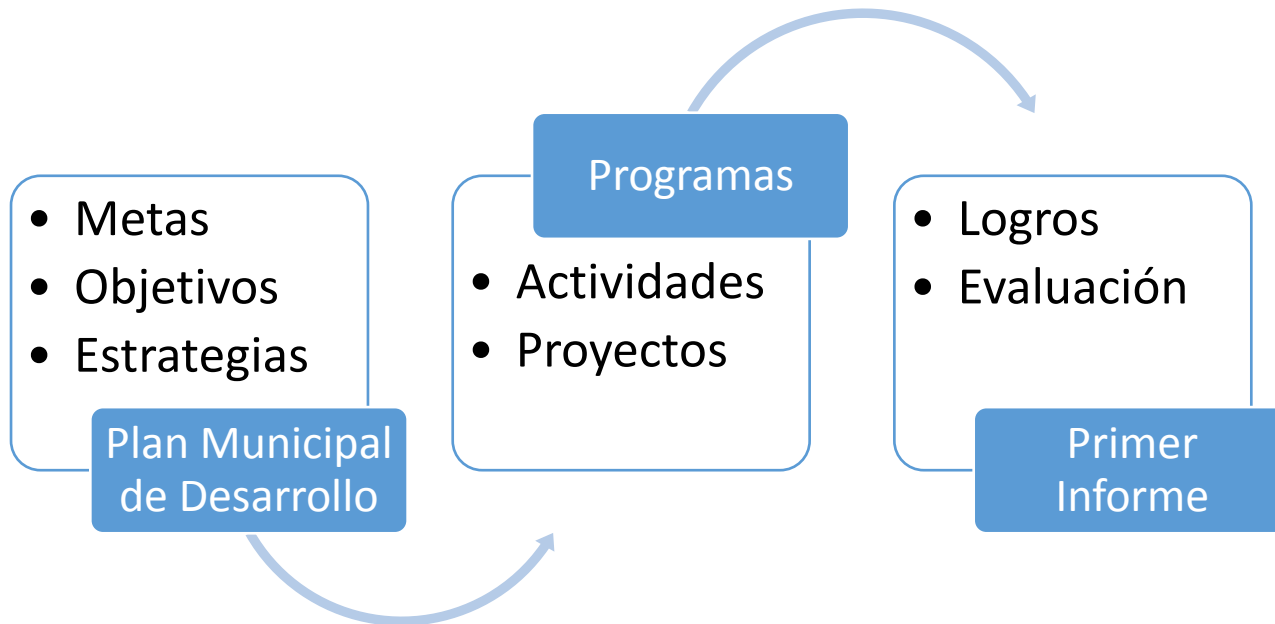 • Metas
• Objetivos
• Estrategias
Plan Municipal
de Desarrollo
Programas
• Actividades
• Proyectos
• Logros
• Evaluación
Primer
Informe